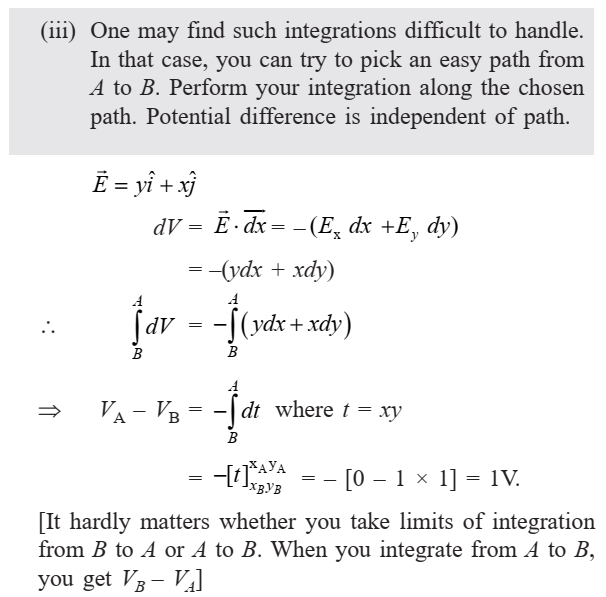 (iii) One may find such integrations difficult to handle.
In that case, you can try to pick an easy path from
A to B. Perform your integration along the chosen
path. Potential difference is independent of path.
$\vec{E} = y\hat{i} + x\hat{j}$
$dV = \vec{E} \cdot \overrightarrow{dx} = -(E_x\ dx + E_y\ dy)$
$= -(ydx + xdy)$
$\therefore \int_B^A dV = -\int_B^A (ydx + xdy)$
$\Rightarrow V_A - V_B = -\int_B^A dt$ where $t = xy$
$= -[t]_{x_B y_B}^{x_A y_A} = -[0 - 1 \times 1] = 1V.$
[It hardly matters whether you take limits of integration
from B to A or A to B. When you integrate from A to B,
you get $V_B - V_A$]